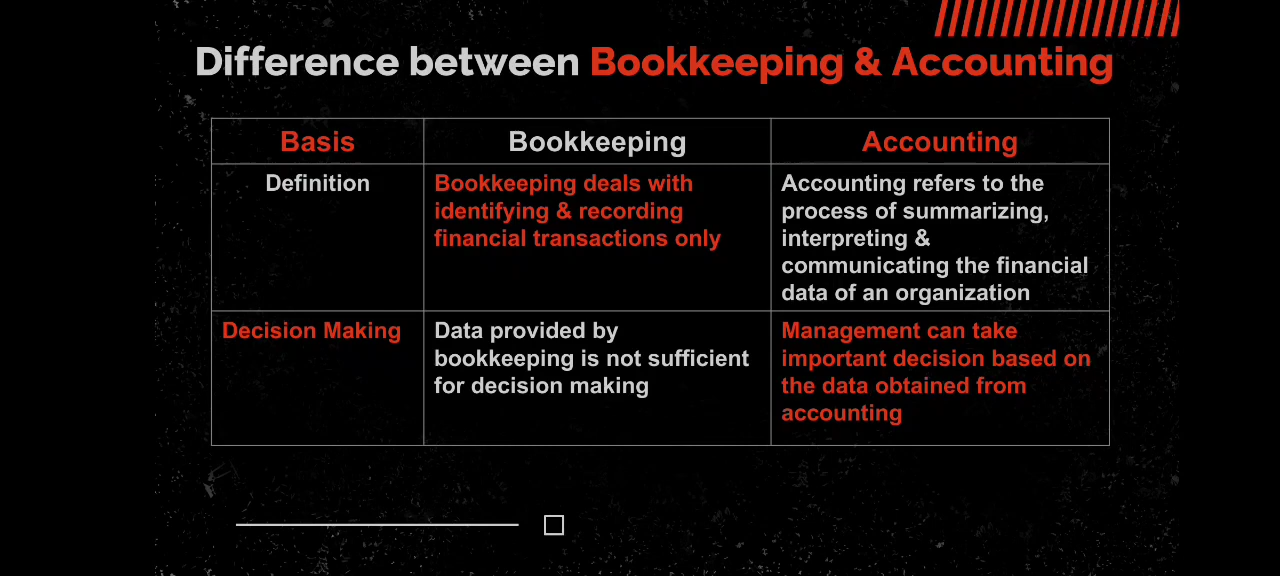 Difference between Bookkeeping & Accounting
Basis
Bookkeeping
Accounting
Definition
Bookkeeping deals with
identifying & recording
financial transactions only
Accounting refers to the
process of summarizing,
interpreting &
communicating the financial
data of an organization
Decision Making
Data provided by
bookkeeping is not sufficient
for decision making
Management can take
important decision based on
the data obtained from
accounting